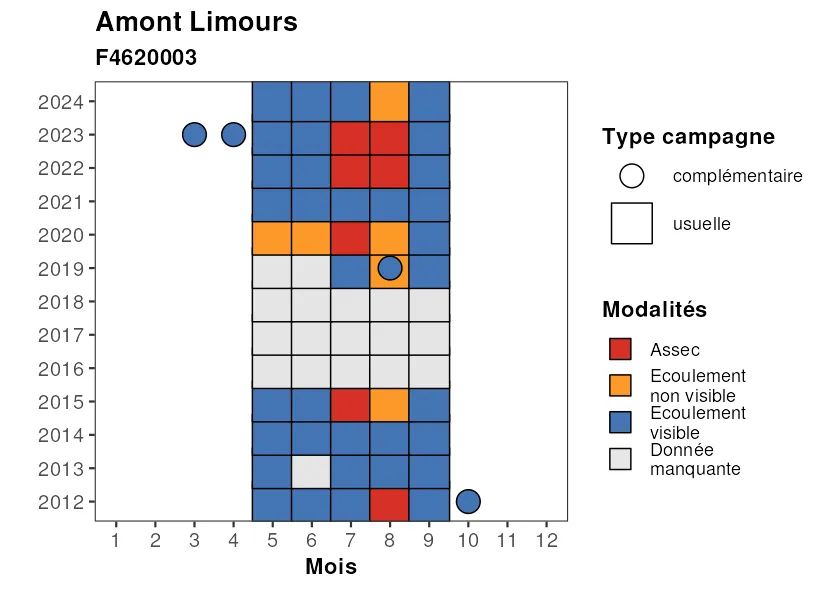 Amont Limours
F4620003
2024
2023
2022
2021
2020
2019
2018
2017
2016
2015
2014
2013
2012
1 2 3 4 5 6 7 8 9 10 11 12
Mois
Type campagne
complémentaire
usuelle
Modalités
Assec
Ecoulement
non visible
Ecoulement
visible
Donnée
manquante